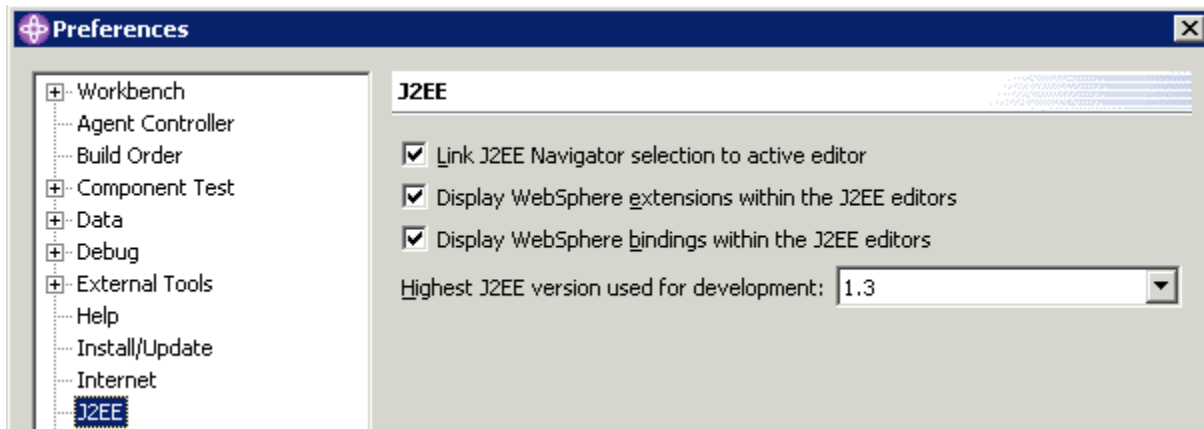 Preferences
Workbench
Agent Controller
Build Order
Component Test
Data
Debug
External Tools
Help
Install/Update
Internet
J2EE
J2EE
Link J2EE Navigator selection to active editor
Display WebSphere extensions within the J2EE editors
Display WebSphere bindings within the J2EE editors
Highest J2EE version used for development: 1.3